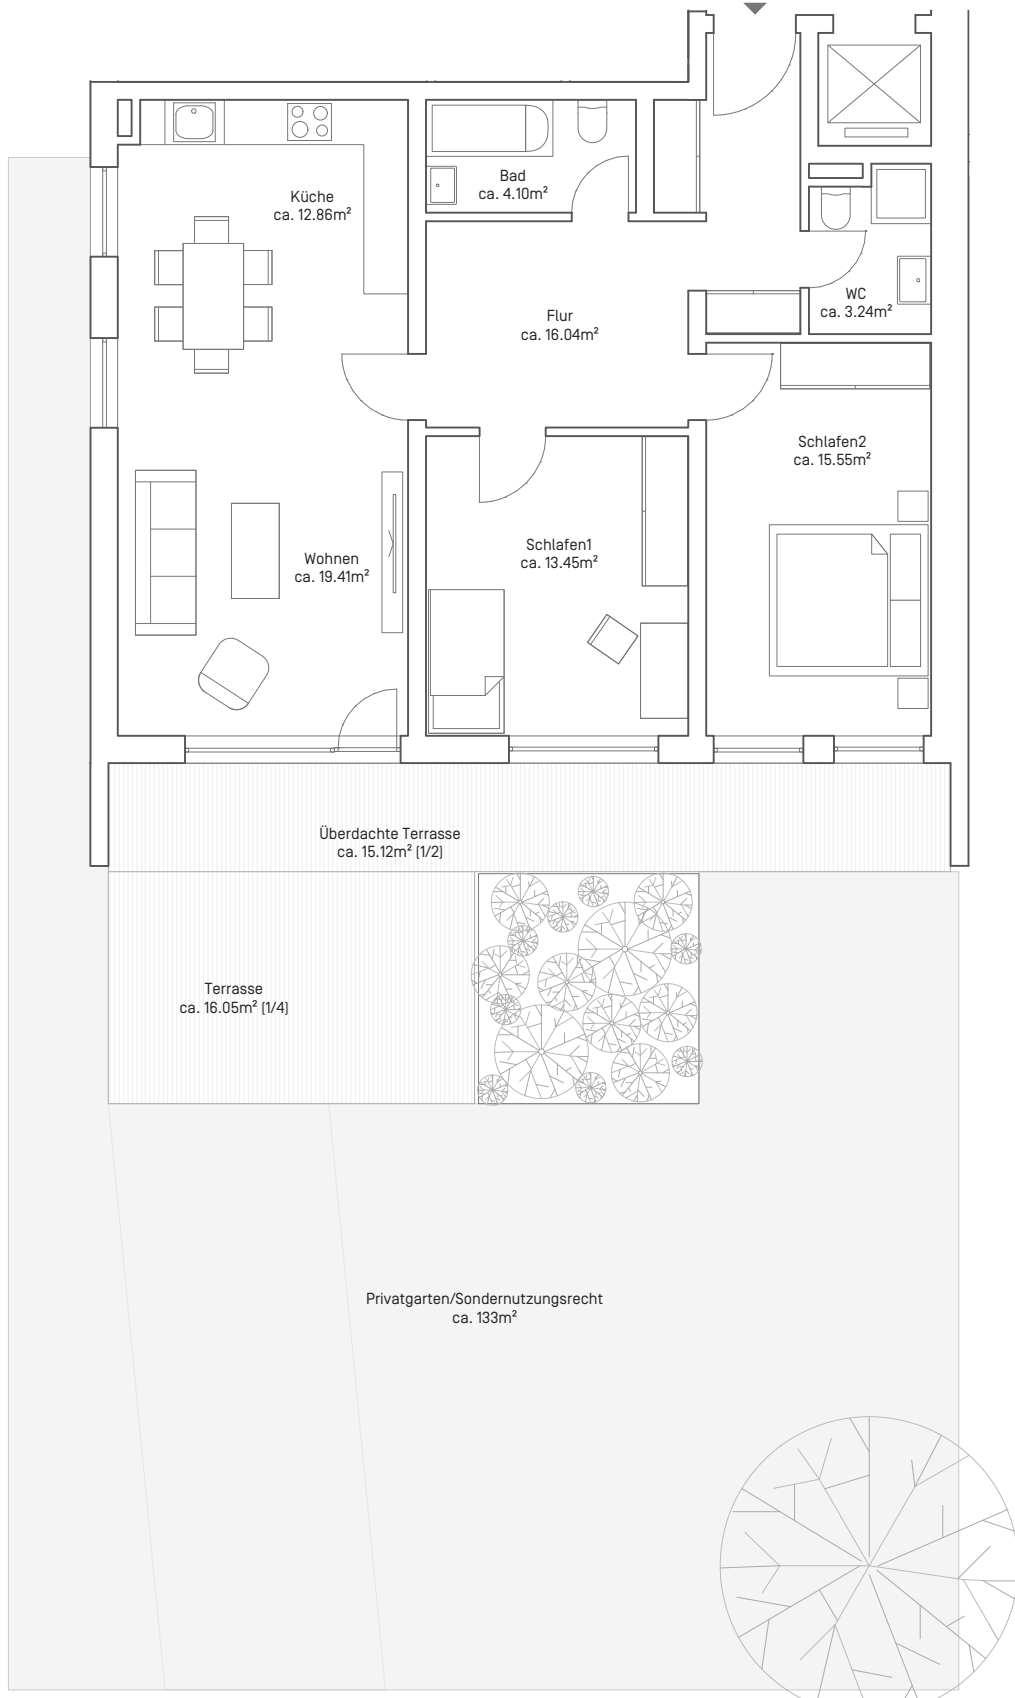 Bad
ca. 4.10m²
Küche
ca. 12.86m²
WC
ca. 3.24m²
Flur
ca. 16.04m²
Schlafen2
ca. 15.55m²
Schlafen1
ca. 13.45m²
Wohnen
ca. 19.41m²
Überdachte Terrasse
ca. 15.12m² (1/2)
Terrasse
ca. 16.05m² (1/4)
Privatgarten/Sondernutzungsrecht
ca. 133m²